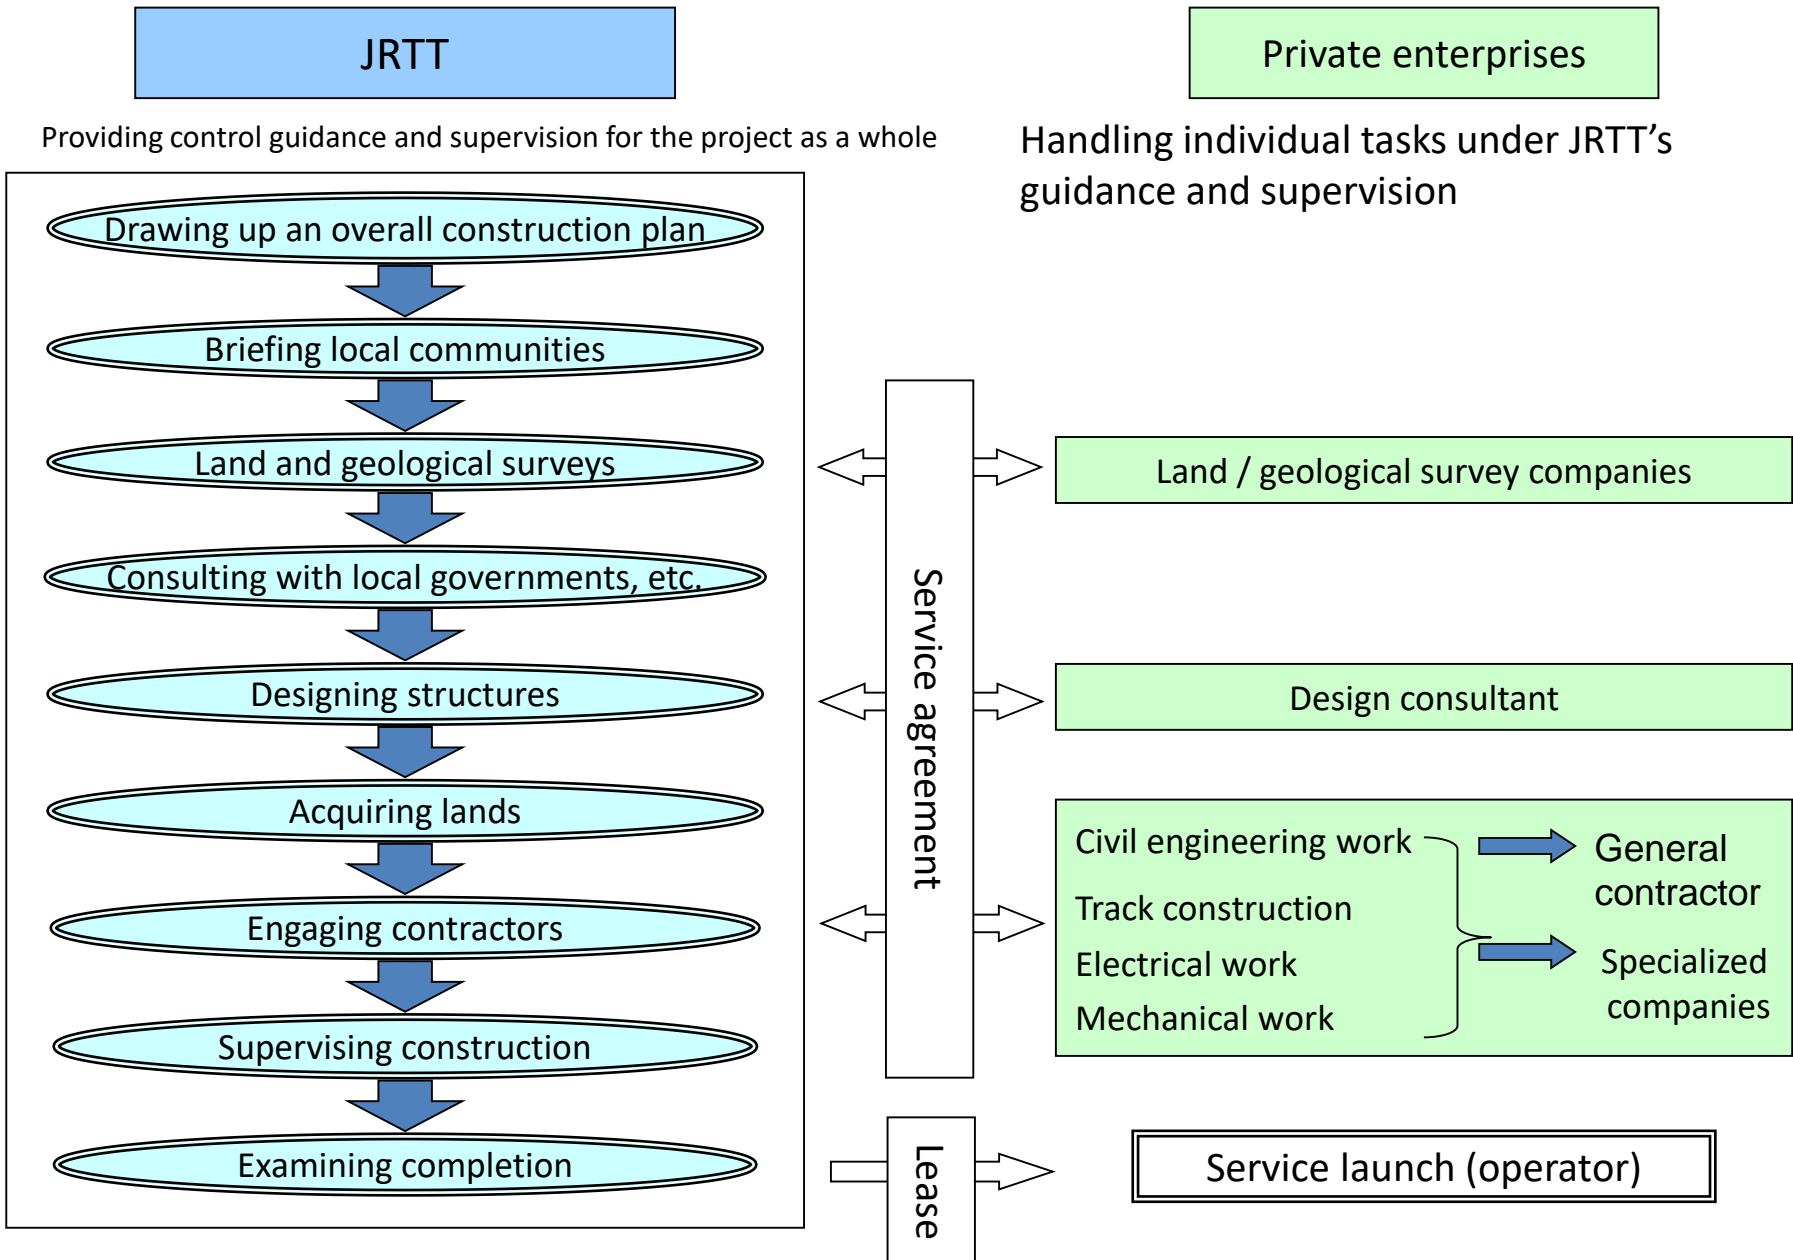 JRTT
Private enterprises
Providing control guidance and supervision for the project as a whole
Handling individual tasks under JRTT’s
guidance and supervision
Drawing up an overall construction plan
Briefing local communities
Land and geological surveys
Consulting with local governments, etc.
Designing structures
Acquiring lands
Engaging contractors
Supervising construction
Examining completion
Service agreement
Lease
Land / geological survey companies
Design consultant
Civil engineering work
Track construction
Electrical work
Mechanical work
General
contractor
Specialized
companies
Service launch (operator)